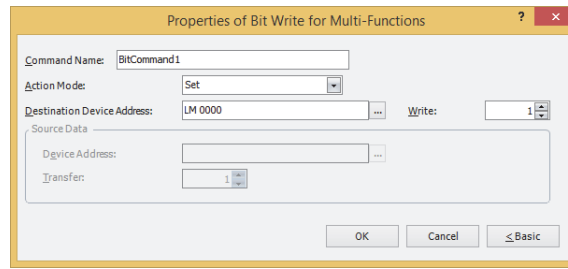 Properties of Bit Write for Multi-Functions ? ×
Command Name: BitCommand1
Action Mode: Set
Destination Device Address: LM 0000 ... Write: 1
Source Data
Device Address: ...
Transfer: 1
OK Cancel < Basic